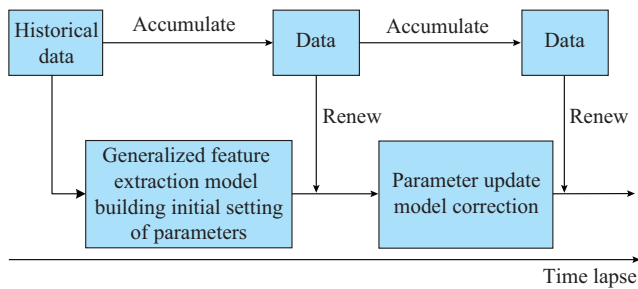 Historical
data
Accumulate
Data
Accumulate
Data
Renew
Renew
Generalized feature
extraction model
building initial setting
of parameters
Parameter update
model correction
Time lapse